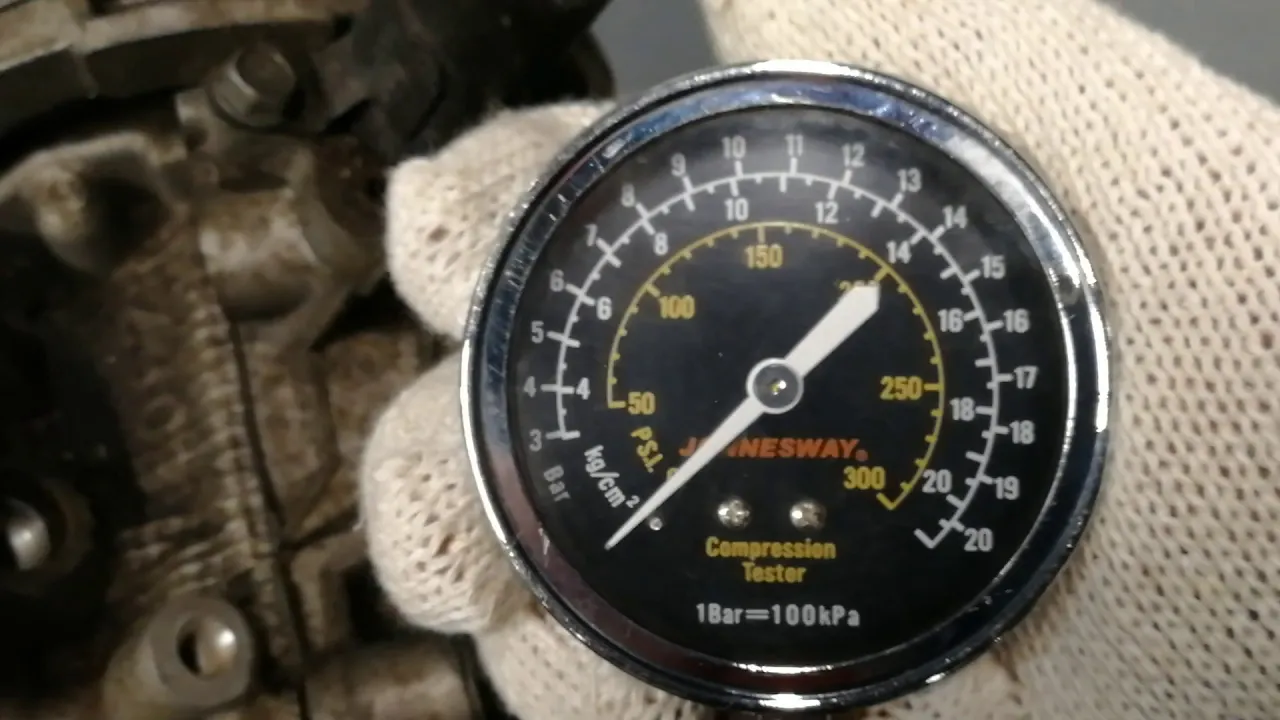 3 4 5 6 7 8 9 10 11 12 13 14 15 16 17 18 19 20
4 6 8 10 12 14 16 18 20
50 100 150 250 300
Bar
kg/cm²
P.S.I.
JONNESWAY®
Compression
Tester
1Bar=100kPa